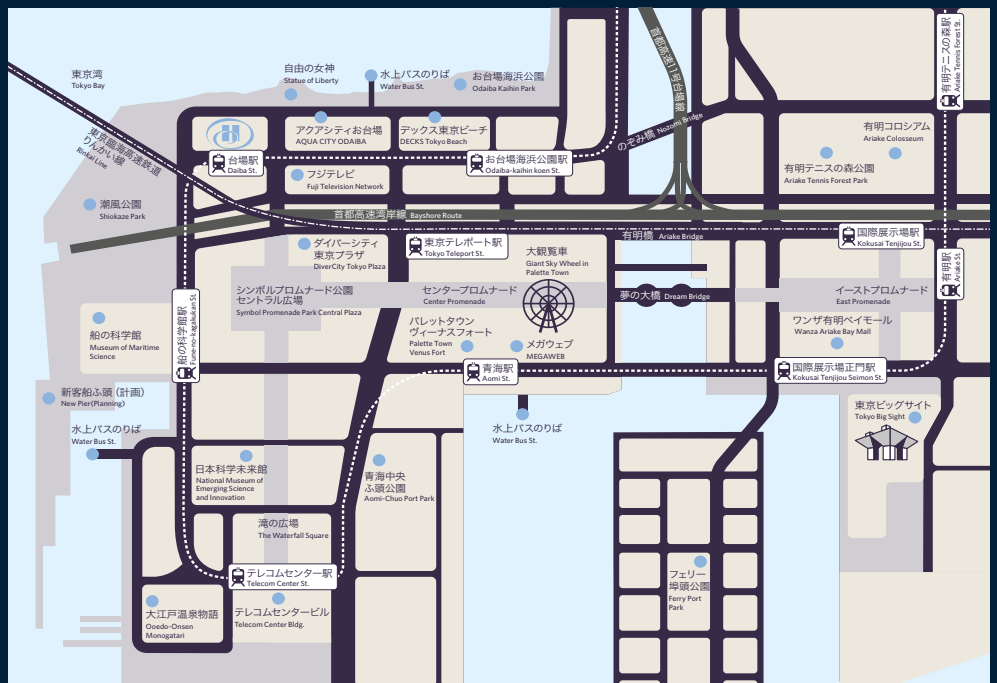 東京湾
Tokyo Bay
自由の女神
Statue of Liberty
水上バスのりば
Water Bus St.
お台場海浜公園
Odaiba Kaihin Park
首都高速11号台場線
有明テニスの森駅
Ariake Tennis Forest St.
東京臨海高速鉄道
りんかい線
Rinkai Line
アクアシティお台場
AQUA CITY ODAIBA
デックス東京ビーチ
DECKS Tokyo Beach
のぞみ橋 Nozomi Bridge
有明コロシアム
Ariake Colosseum
台場駅
Daiba St.
お台場海浜公園駅
Odaiba-kaihin koen St.
有明テニスの森公園
Ariake Tennis Forest Park
フジテレビ
Fuji Television Network
潮風公園
Shiokaze Park
首都高速湾岸線 Bayshore Route
ダイバーシティ
東京プラザ
DiverCity Tokyo Plaza
東京テレポート駅
Tokyo Teleport St.
大観覧車
Giant Sky Wheel in
Palette Town
有明橋 Ariake Bridge
国際展示場駅
Kokusai Tenjijou St.
有明駅
Ariake St.
シンボルプロムナード公園
セントラル広場
Symbol Promenade Park Central Plaza
センタープロムナード
Center Promenade
夢の大橋 Dream Bridge
イーストプロムナード
East Promenade
船の科学館駅
Fune-no-kagakukan St.
船の科学館
Museum of Maritime
Science
パレットタウン
ヴィーナスフォート
Palette Town
Venus Fort
メガウェブ
MEGAWEB
ワンザ有明ベイモール
Wanza Ariake Bay Mall
青海駅
Aomi St.
国際展示場正門駅
Kokusai Tenjijou Seimon St.
新客船ふ頭（計画）
New Pier(Planning)
水上バスのりば
Water Bus St.
水上バスのりば
Water Bus St.
東京ビッグサイト
Tokyo Big Sight
日本科学未来館
National Museum of
Emerging Science
and Innovation
青海中央
ふ頭公園
Aomi-Chuo Port Park
滝の広場
The Waterfall Square
テレコムセンター駅
Telecom Center St.
フェリー
埠頭公園
Ferry Port
Park
大江戸温泉物語
Ooedo-Onsen
Monogatari
テレコムセンタービル
Telecom Center Bldg.